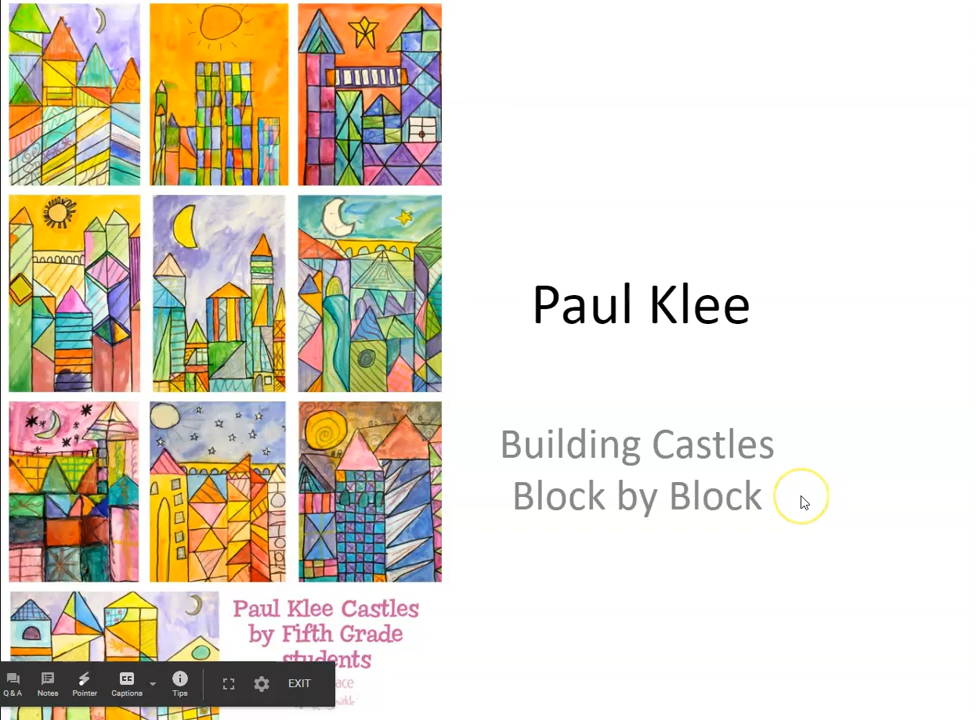 Paul Klee
Building Castles
Block by Block
Paul Klee Castles
by Fifth Grade
students
Q & A
Notes
Pointer
Captions
Tips
EXIT